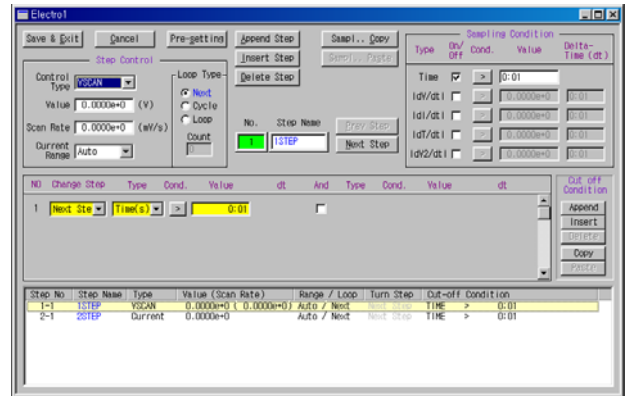 Electro1
Save & Exit Cancel Pre-setting Append Step Sampl.. Copy Sampling Condition
Insert Step Sampl.. Paste Type On/Off Cond. Value Delta-Time (dt)
Step Control Loop Type Delete Step
Control Type VSCAN Next Time > 0:01
Value 0.0000e+0 (V) Cycle IdV/dtI > 0.0000e+0 0:01
Loop No. Step Name Prev Step IdI/dtI > 0.0000e+0 0:01
Scan Rate 0.0000e+0 (mV/s) Count 1 1STEP Next Step IdT/dtI > 0.0000e+0 0:01
Current Range Auto 0 IdV2/dtI > 0.0000e+0 0:01
NO Change Step Type Cond. Value dt And Type Cond. Value dt Cut off Condition
1 Next Ste Time(s) > 0:01 Append
Insert
Delete
Copy
Paste
Step No Step Name Type Value (Scan Rate) Range / Loop Turn Step Cut-off Condition
1-1 1STEP VSCAN 0.0000e+0 ( 0.0000e+0) Auto / Next Next Step TIME > 0:01
2-1 2STEP Current 0.0000e+0 Auto / Next Next Step TIME > 0:01